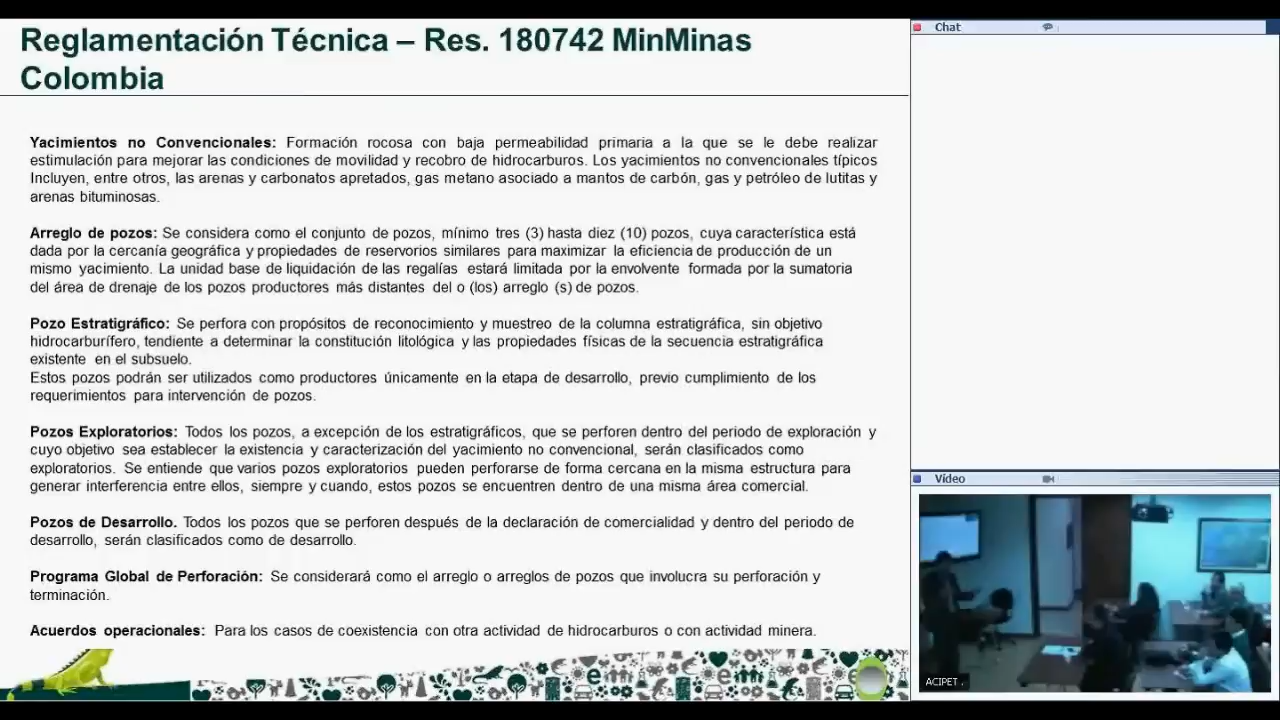 Reglamentación Técnica – Res. 180742 MinMinas
Colombia
Yacimientos no Convencionales: Formación rocosa con baja permeabilidad primaria a la que se le debe realizar
estimulación para mejorar las condiciones de movilidad y recobro de hidrocarburos. Los yacimientos no convencionales típicos
Incluyen, entre otros, las arenas y carbonatos apretados, gas metano asociado a mantos de carbón, gas y petróleo de lutitas y
arenas bituminosas.
Arreglo de pozos: Se considera como el conjunto de pozos, mínimo tres (3) hasta diez (10) pozos, cuya característica está
dada por la cercanía geográfica y propiedades de reservorios similares para maximizar la eficiencia de producción de un
mismo yacimiento. La unidad base de liquidación de las regalías estará limitada por la envolvente formada por la sumatoria
del área de drenaje de los pozos productores más distantes del o (los) arreglo (s) de pozos.
Pozo Estratigráfico: Se perfora con propósitos de reconocimiento y muestreo de la columna estratigráfica, sin objetivo
hidrocarburífero, tendiente a determinar la constitución litológica y las propiedades físicas de la secuencia estratigráfica
existente en el subsuelo.
Estos pozos podrán ser utilizados como productores únicamente en la etapa de desarrollo, previo cumplimiento de los
requerimientos para intervención de pozos.
Pozos Exploratorios: Todos los pozos, a excepción de los estratigráficos, que se perforen dentro del periodo de exploración y
cuyo objetivo sea establecer la existencia y caracterización del yacimiento no convencional, serán clasificados como
exploratorios. Se entiende que varios pozos exploratorios pueden perforarse de forma cercana en la misma estructura para
generar interferencia entre ellos, siempre y cuando, estos pozos se encuentren dentro de una misma área comercial.
Pozos de Desarrollo. Todos los pozos que se perforen después de la declaración de comercialidad y dentro del periodo de
desarrollo, serán clasificados como de desarrollo.
Programa Global de Perforación: Se considerará como el arreglo o arreglos de pozos que involucra su perforación y
terminación.
Acuerdos operacionales: Para los casos de coexistencia con otra actividad de hidrocarburos o con actividad minera.
Chat
Vídeo
ACIPET .